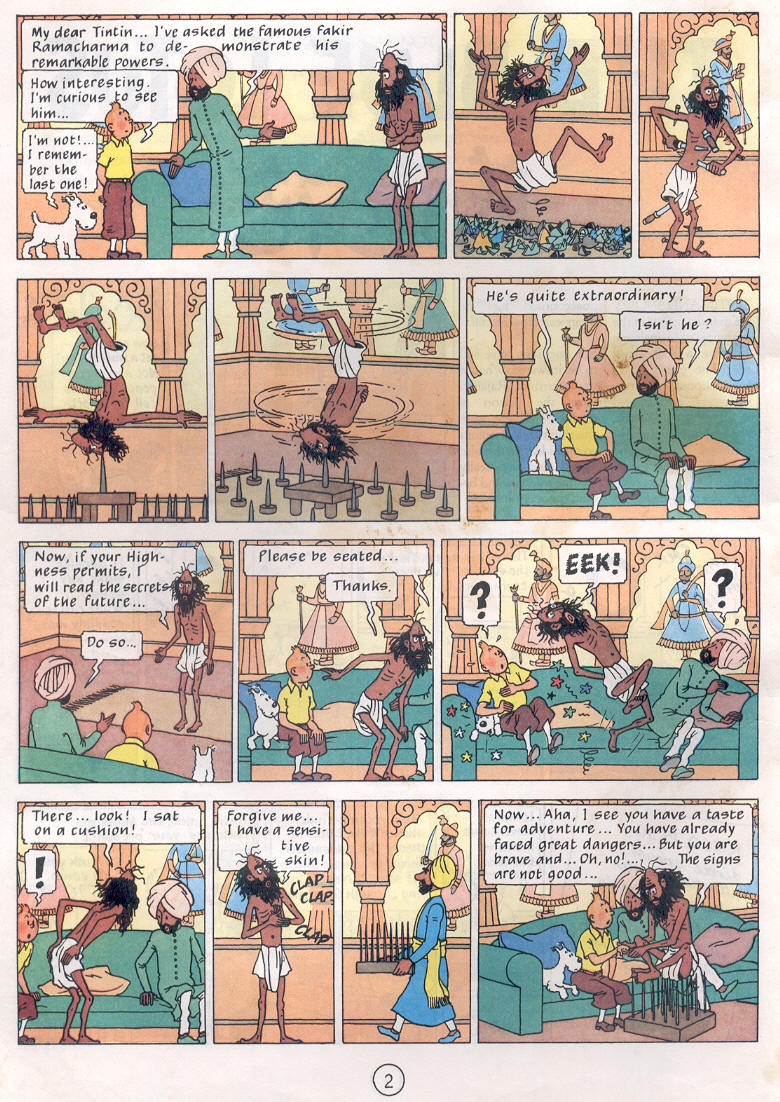 My dear Tintin... I've asked the famous fakir
Ramacharma to de- monstrate his
remarkable powers.
How interesting.
I'm curious to see
him...
I'm not!...
I remem-
ber the
last one!
He's quite extraordinary!
Isn't he?
Now, if your High-
ness permits, I
will read the secrets
of the future...
Do so...
Please be seated...
Thanks.
?
EEK!
?
There... look! I sat
on a cushion!
!
Forgive me...
I have a sensi-
tive
skin!
CLAP
CLAP
CLAP
Now... Aha, I see you have a taste
for adventure... You have already
faced great dangers... But you are
brave and... Oh, no!... The signs
are not good...
2